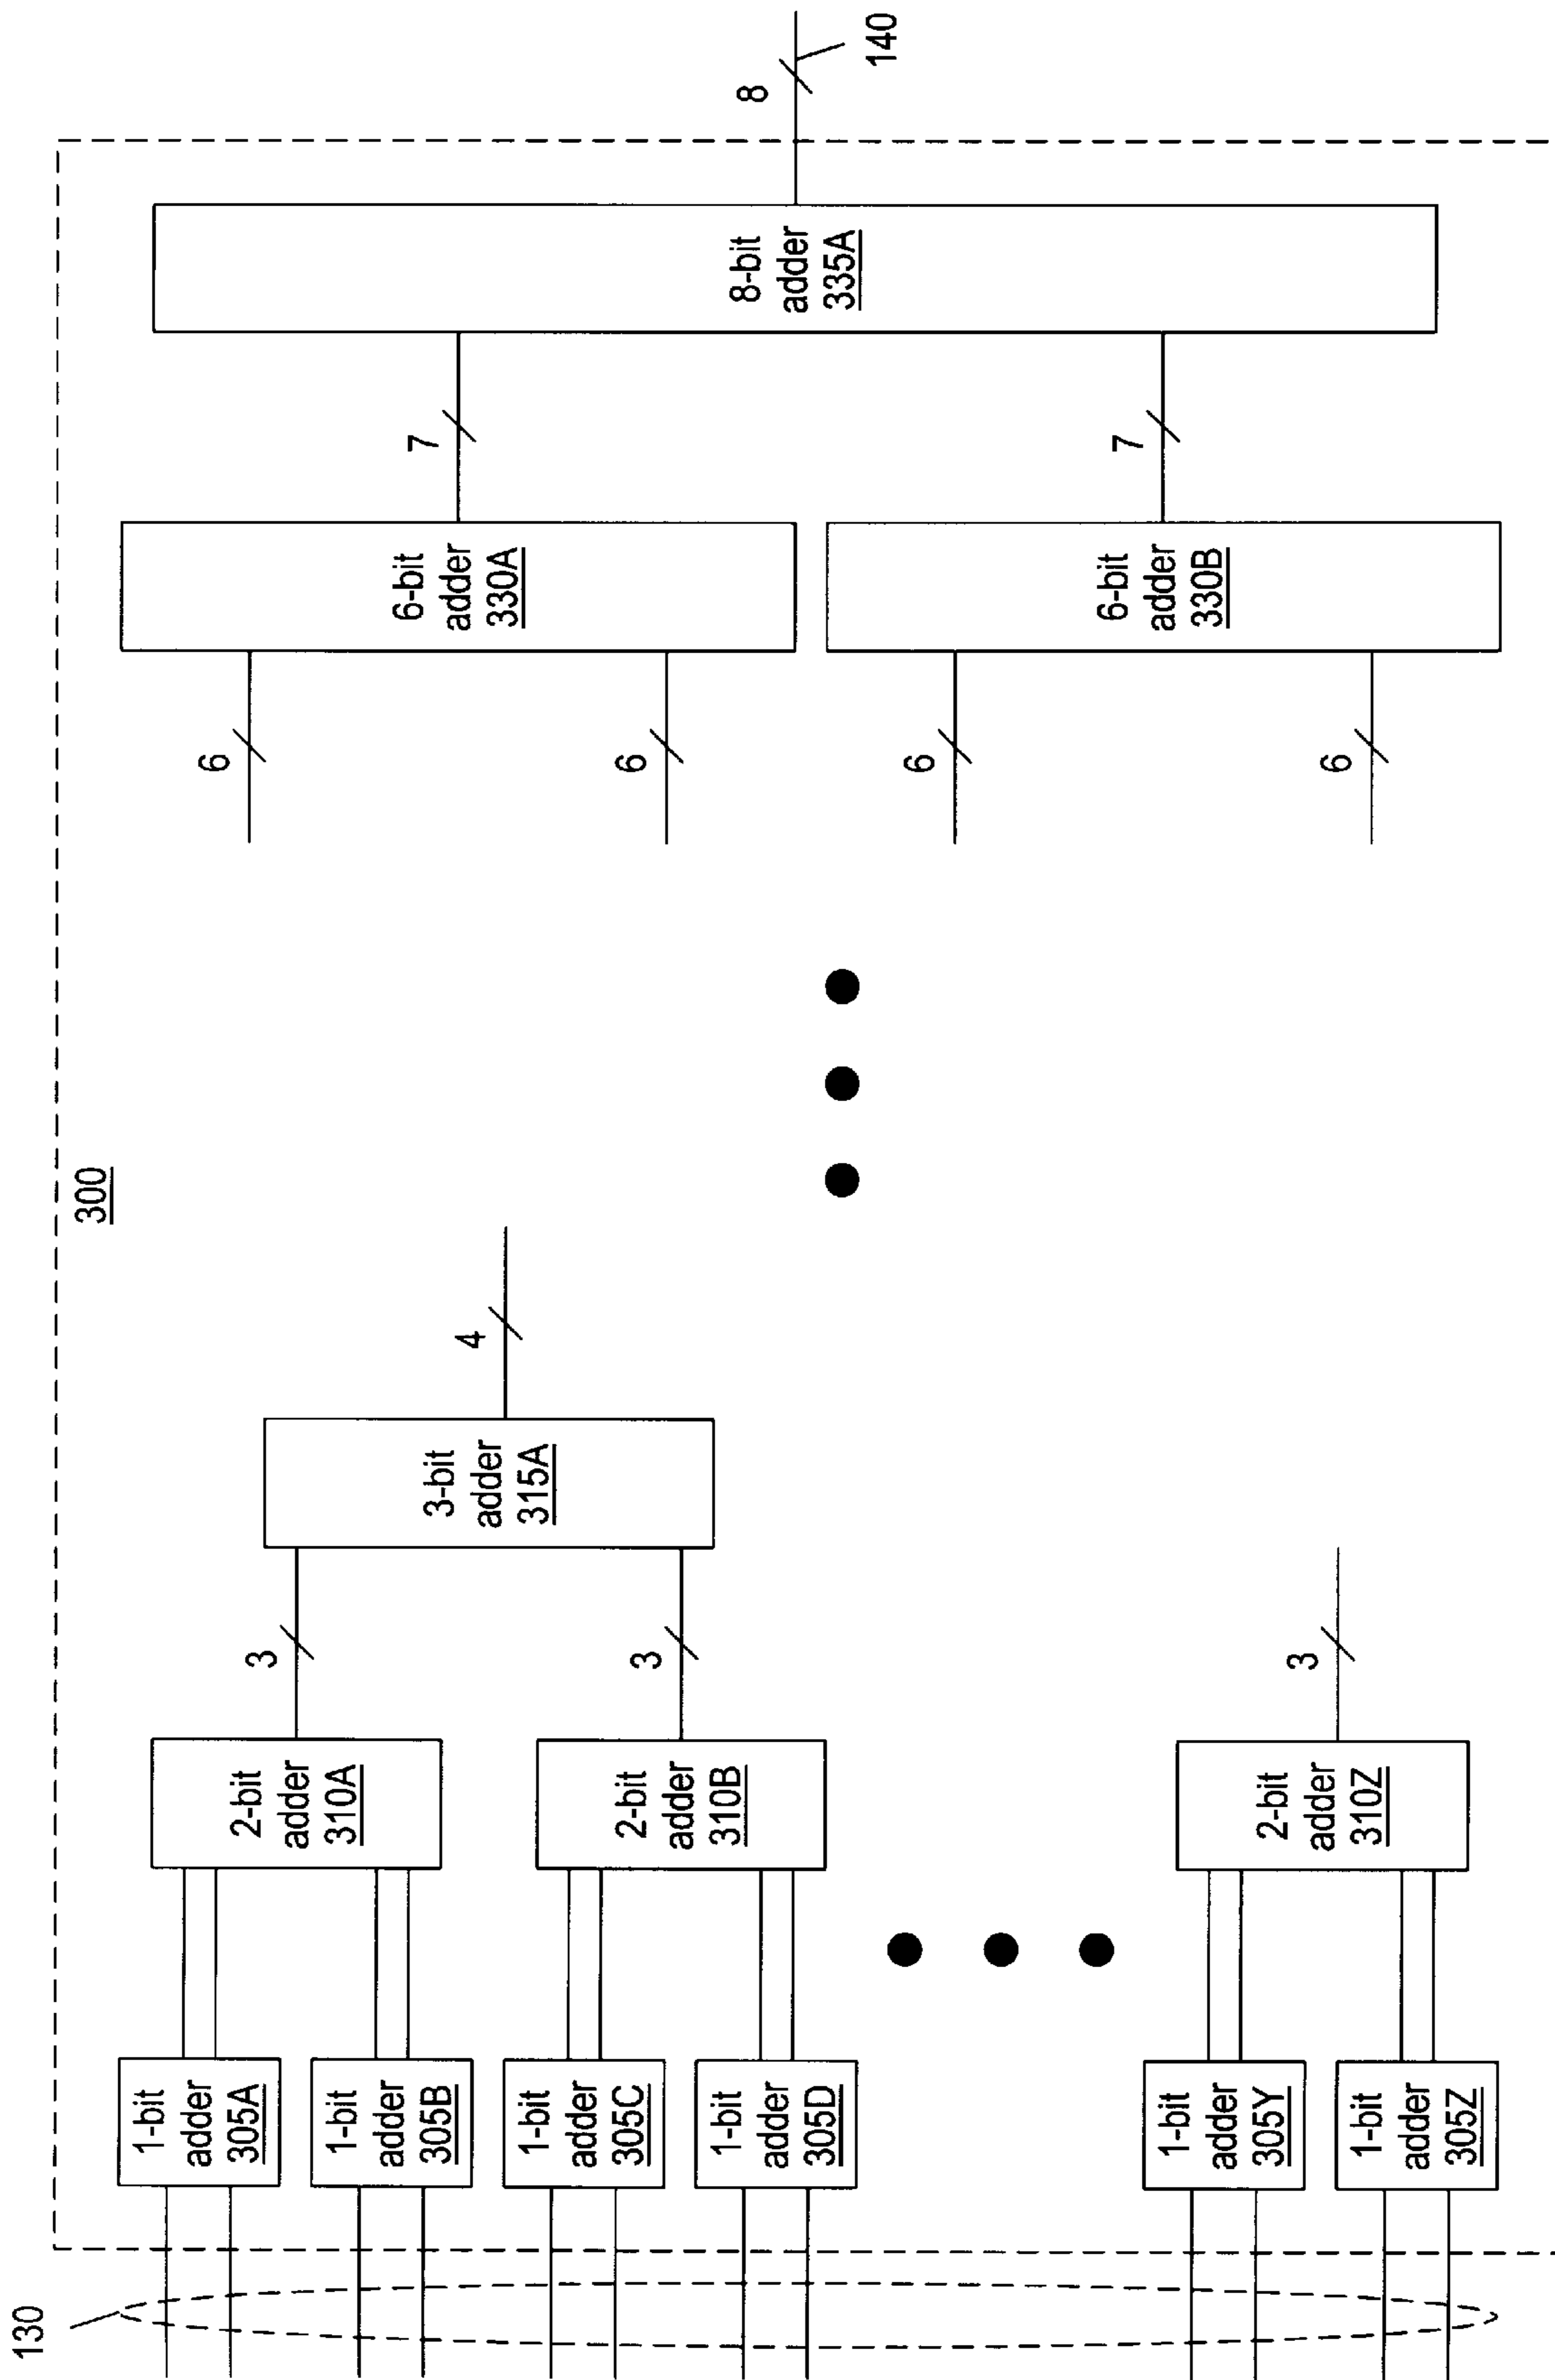 300
130
1-bit
adder
305A
1-bit
adder
305B
1-bit
adder
305C
1-bit
adder
305D
1-bit
adder
305Y
1-bit
adder
305Z
2-bit
adder
310A
2-bit
adder
310B
2-bit
adder
310Z
3
3
3
3-bit
adder
315A
4
6
6
6
6
6-bit
adder
330A
6-bit
adder
330B
7
7
8-bit
adder
335A
8
140